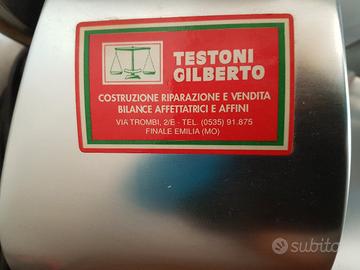 TESTONI
GILBERTO
COSTRUZIONE RIPARAZIONE E VENDITA
BILANCE AFFETTATRICI E AFFINI
VIA TROMBI, 2/E - TEL. (0535) 91.875
FINALE EMILIA (MO)
subito